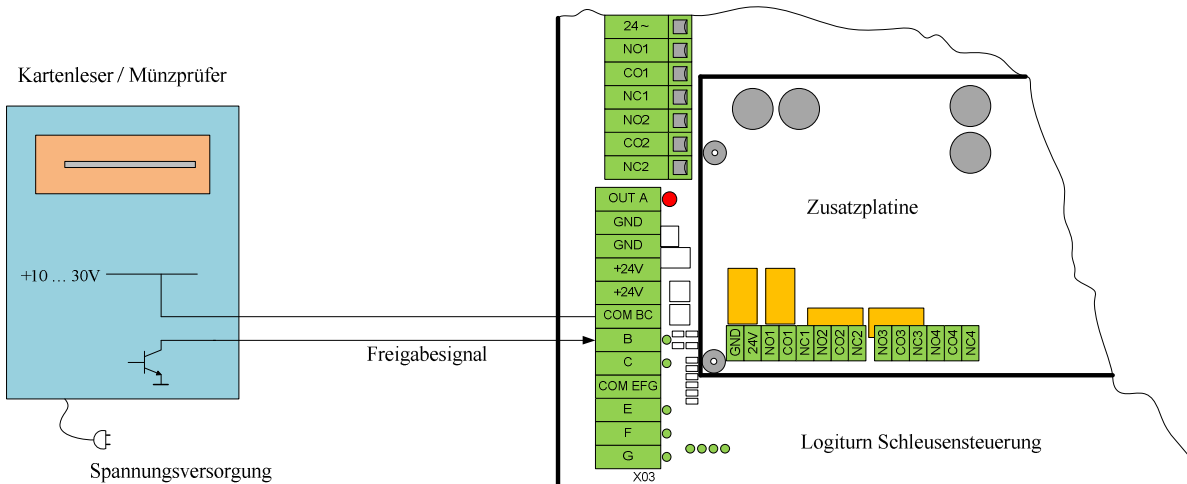 Kartenleser / Münzprüfer
+10 ... 30V
Spannungsversorgung
Freigabesignal
24~
NO1
CO1
NC1
NO2
CO2
NC2
OUT A
GND
GND
+24V
+24V
COM BC
B
C
COM EFG
E
F
G
X03
Zusatzplatine
GND
24V
NO1
CO1
NC1
NO2
CO2
NC2
NO3
CO3
NC3
NO4
CO4
NC4
Logiturn Schleusensteuerung